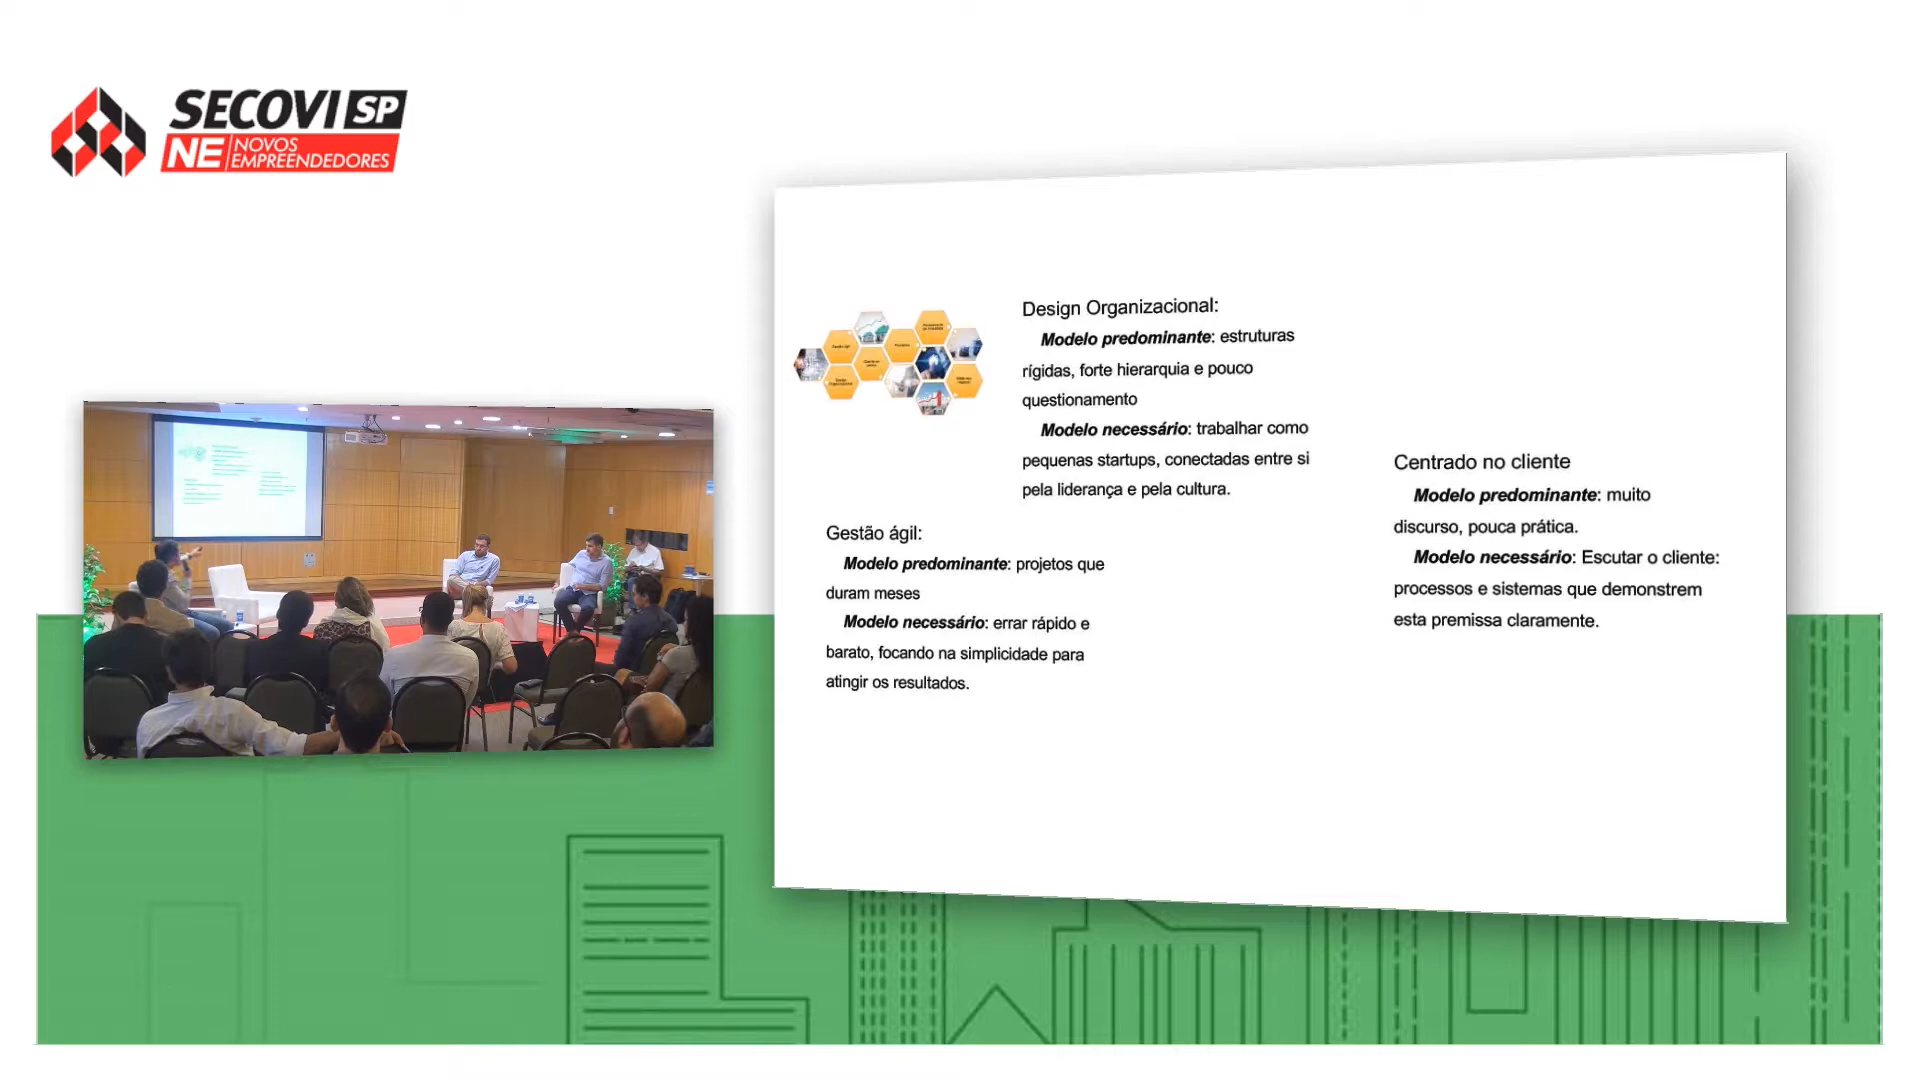 SECOVI SP
NE NOVOS
EMPREENDEDORES
Design Organizacional:
Modelo predominante: estruturas
rígidas, forte hierarquia e pouco
questionamento
Modelo necessário: trabalhar como
pequenas startups, conectadas entre si
pela liderança e pela cultura.
Gestão ágil:
Modelo predominante: projetos que
duram meses
Modelo necessário: errar rápido e
barato, focando na simplicidade para
atingir os resultados.
Centrado no cliente
Modelo predominante: muito
discurso, pouca prática.
Modelo necessário: Escutar o cliente:
processos e sistemas que demonstrem
esta premissa claramente.